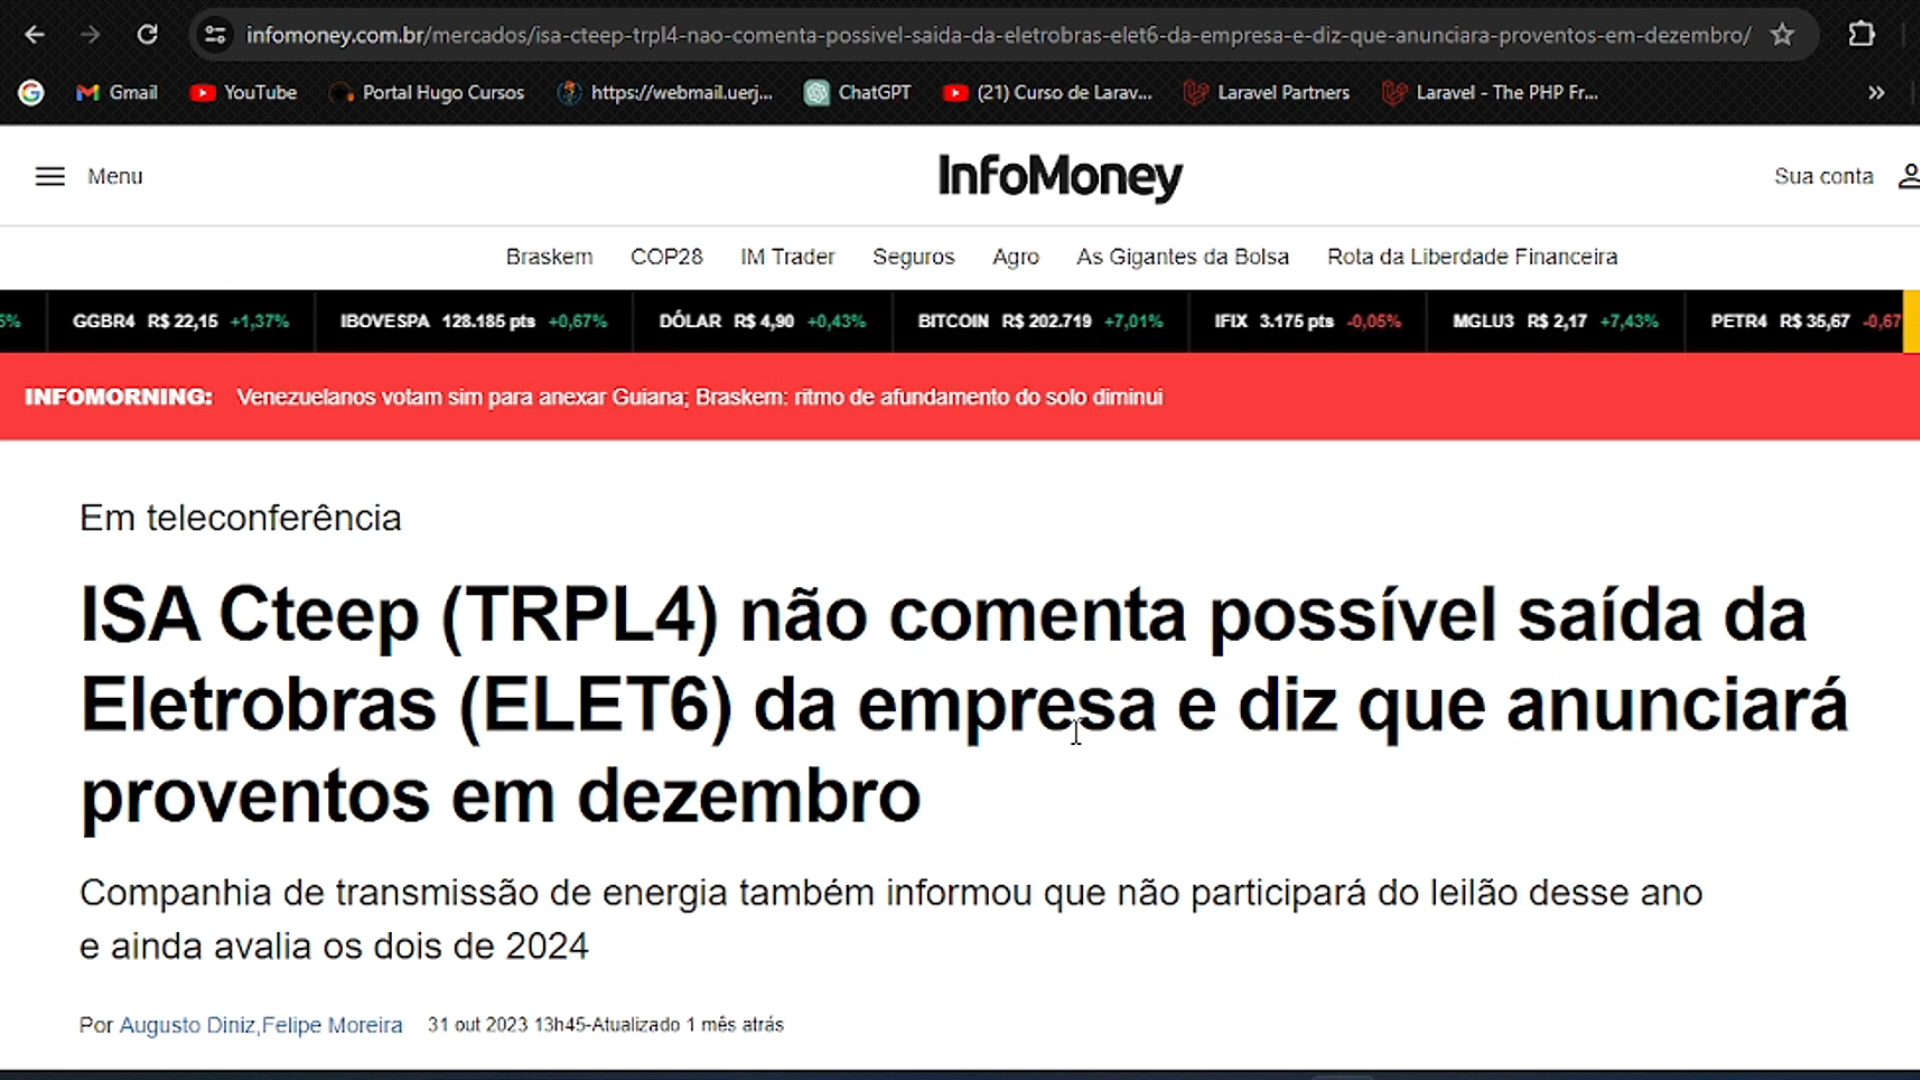 infomoney.com.br/mercados/isa-cteep-trpl4-nao-comenta-possivel-saida-da-eletrobras-elet6-da-empresa-e-diz-que-anunciara-proventos-em-dezembro/
Gmail YouTube Portal Hugo Cursos https://webmail.uerj... ChatGPT (21) Curso de Larav... Laravel Partners Laravel - The PHP Fr... »
Menu InfoMoney Sua conta
Braskem COP28 IM Trader Seguros Agro As Gigantes da Bolsa Rota da Liberdade Financeira
5% GGBR4 R$ 22,15 +1,37% IBOVESPA 128.185 pts +0,67% DÓLAR R$ 4,90 +0,43% BITCOIN R$ 202.719 +7,01% IFIX 3.175 pts -0,05% MGLU3 R$ 2,17 +7,43% PETR4 R$ 35,67 -0,67
INFOMORNING: Venezuelanos votam sim para anexar Guiana; Braskem: ritmo de afundamento do solo diminui
Em teleconferência
ISA Cteep (TRPL4) não comenta possível saída da
Eletrobras (ELET6) da empresa e diz que anunciará
proventos em dezembro
Companhia de transmissão de energia também informou que não participará do leilão desse ano
e ainda avalia os dois de 2024
Por Augusto Diniz,Felipe Moreira 31 out 2023 13h45-Atualizado 1 mês atrás